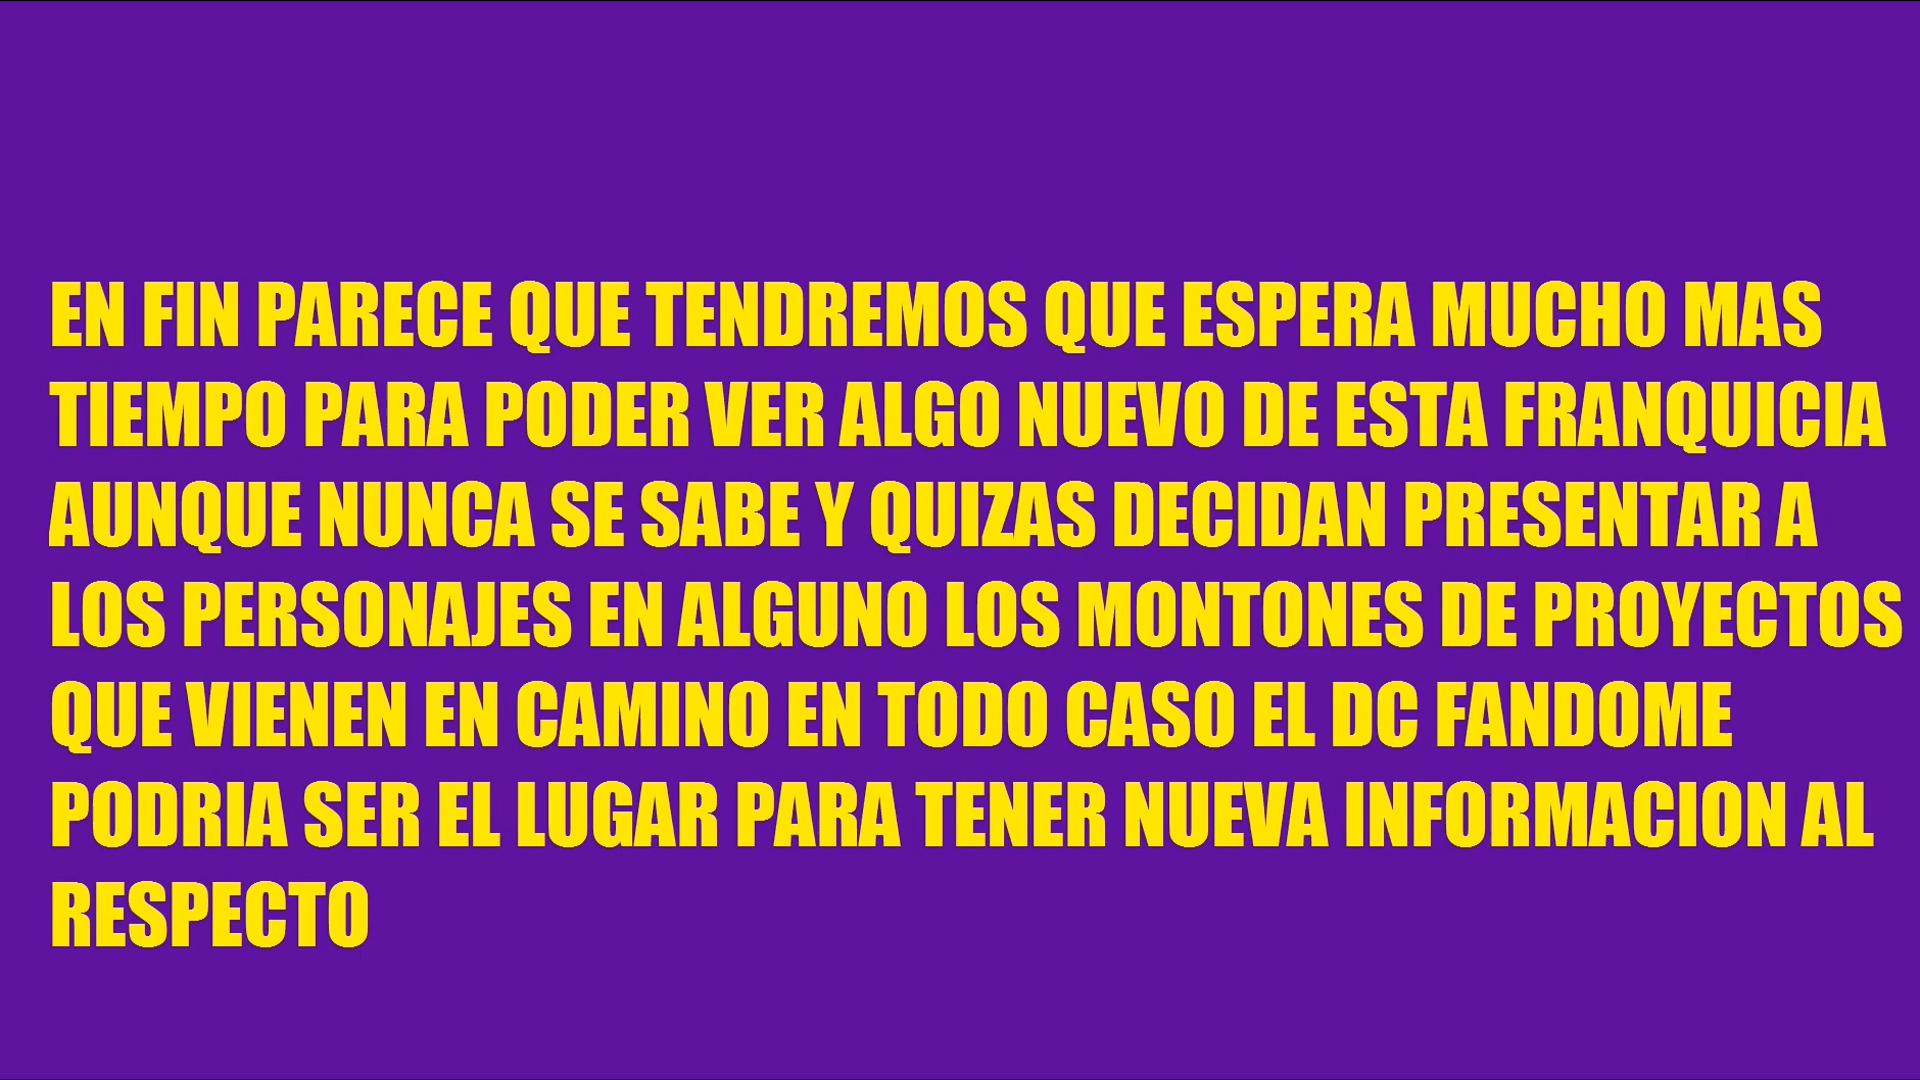 EN FIN PARECE QUE TENDREMOS QUE ESPERA MUCHO MAS
TIEMPO PARA PODER VER ALGO NUEVO DE ESTA FRANQUICIA
AUNQUE NUNCA SE SABE Y QUIZAS DECIDAN PRESENTAR A
LOS PERSONAJES EN ALGUNO LOS MONTONES DE PROYECTOS
QUE VIENEN EN CAMINO EN TODO CASO EL DC FANDOME
PODRIA SER EL LUGAR PARA TENER NUEVA INFORMACION AL
RESPECTO